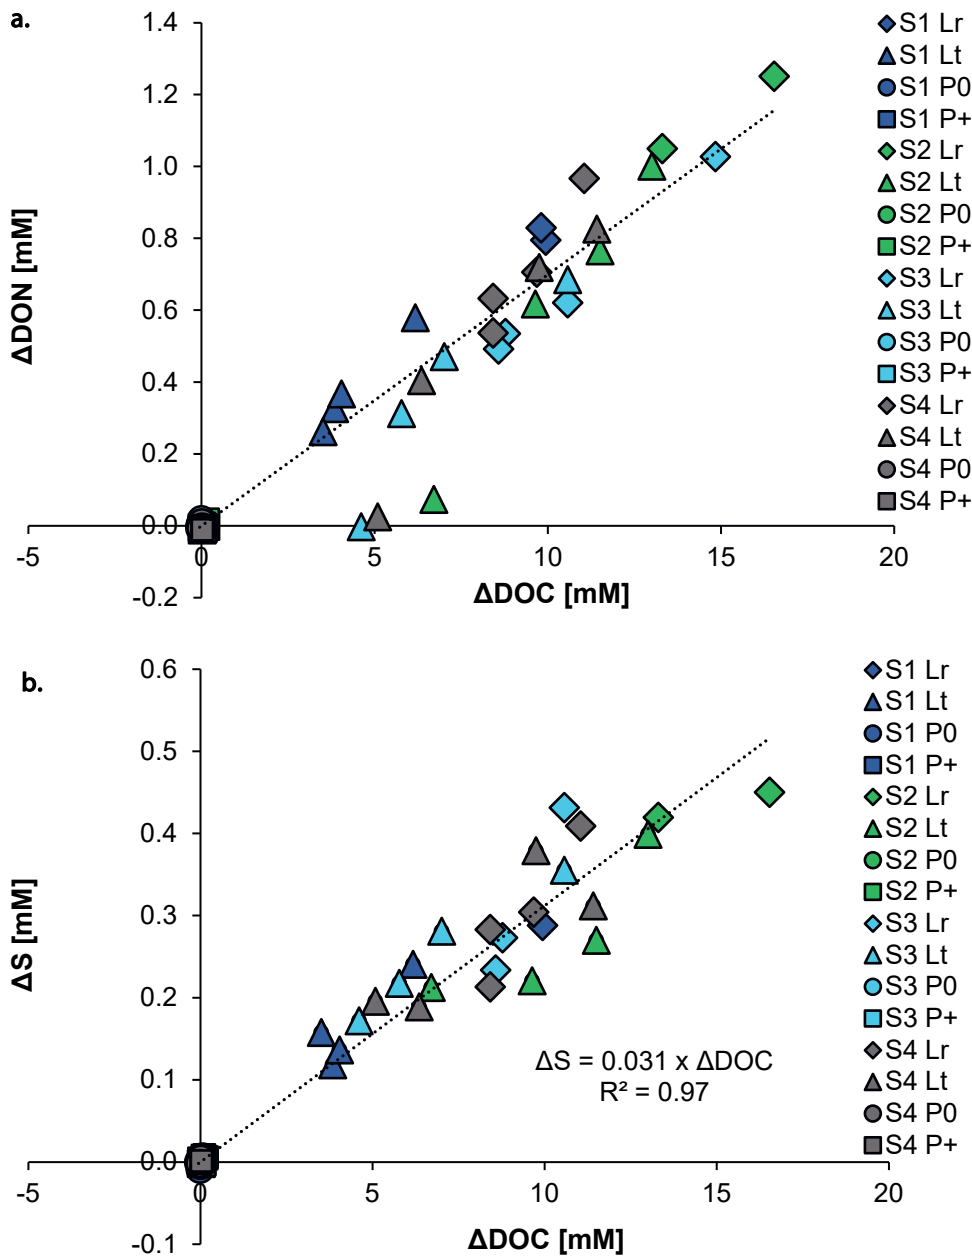 a.
1.4
1.2
1.0
0.8
0.6
0.4
0.2
0.0
-0.2
-5
0
5
10
15
20
ΔDON [mM]
ΔDOC [mM]
S1 Lr
S1 Lt
S1 P0
S1 P+
S2 Lr
S2 Lt
S2 P0
S2 P+
S3 Lr
S3 Lt
S3 P0
S3 P+
S4 Lr
S4 Lt
S4 P0
S4 P+
b.
0.6
0.5
0.4
0.3
0.2
0.1
0.0
-0.1
-5
0
5
10
15
20
ΔS [mM]
ΔDOC [mM]
ΔS = 0.031 x ΔDOC
R² = 0.97
S1 Lr
S1 Lt
S1 P0
S1 P+
S2 Lr
S2 Lt
S2 P0
S2 P+
S3 Lr
S3 Lt
S3 P0
S3 P+
S4 Lr
S4 Lt
S4 P0
S4 P+